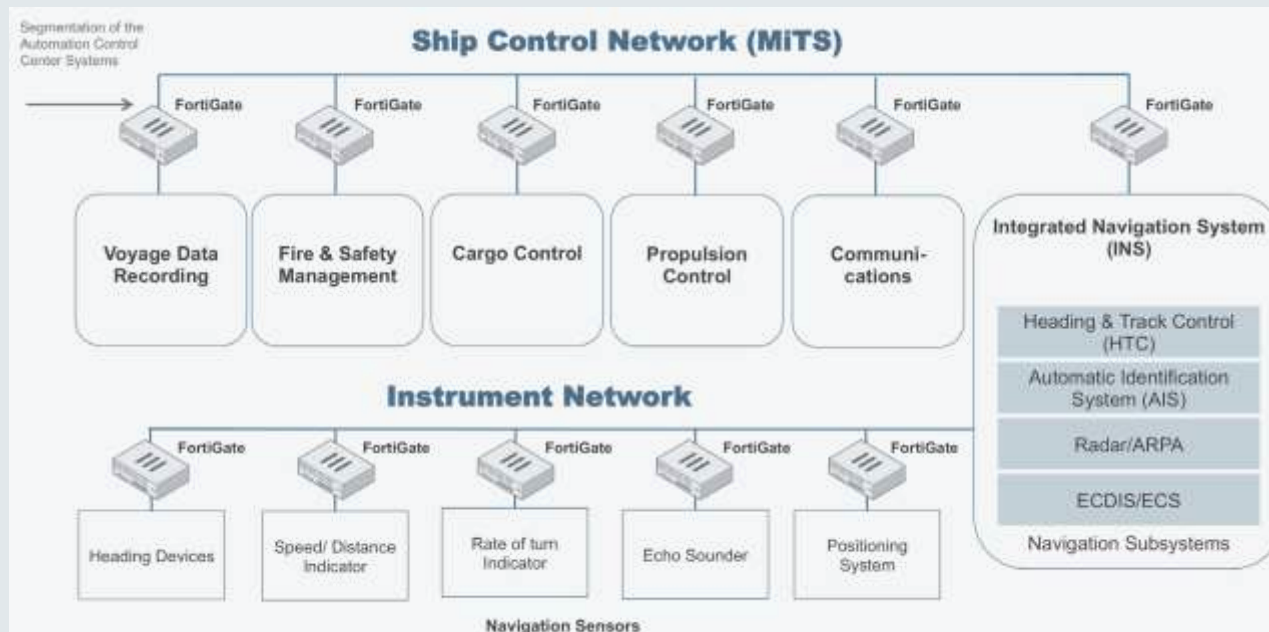 Segmentation of the
Automation Control
Center Systems
Ship Control Network (MiTS)
FortiGate
FortiGate
FortiGate
FortiGate
FortiGate
FortiGate
Voyage Data
Recording
Fire & Safety
Management
Cargo Control
Propulsion
Control
Communi-
cations
Integrated Navigation System
(INS)
Heading & Track Control
(HTC)
Automatic Identification
System (AIS)
Radar/ARPA
ECDIS/ECS
Navigation Subsystems
Instrument Network
FortiGate
FortiGate
FortiGate
FortiGate
FortiGate
Heading Devices
Speed/ Distance
Indicator
Rate of turn
Indicator
Echo Sounder
Positioning
System
Navigation Sensors